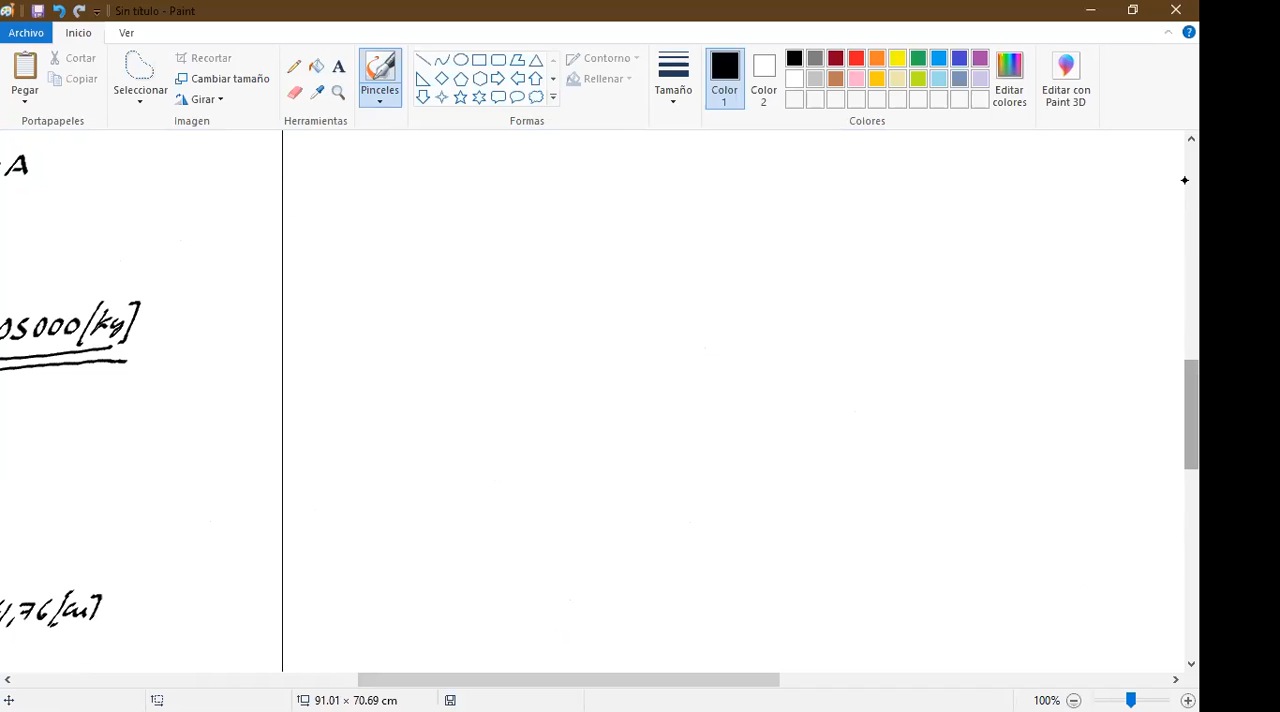 Sin título - Paint
Archivo Inicio Ver
Pegar
Cortar
Copiar
Portapapeles
Seleccionar
Recortar
Cambiar tamaño
Girar
Imagen
A
Herramientas
Pinceles
Formas
Contorno
Rellenar
Tamaño
Color 1
Color 2
Colores
Editar colores
Editar con Paint 3D
A
05000[kg]
,76[cm]
91.01 × 70.69 cm
100%